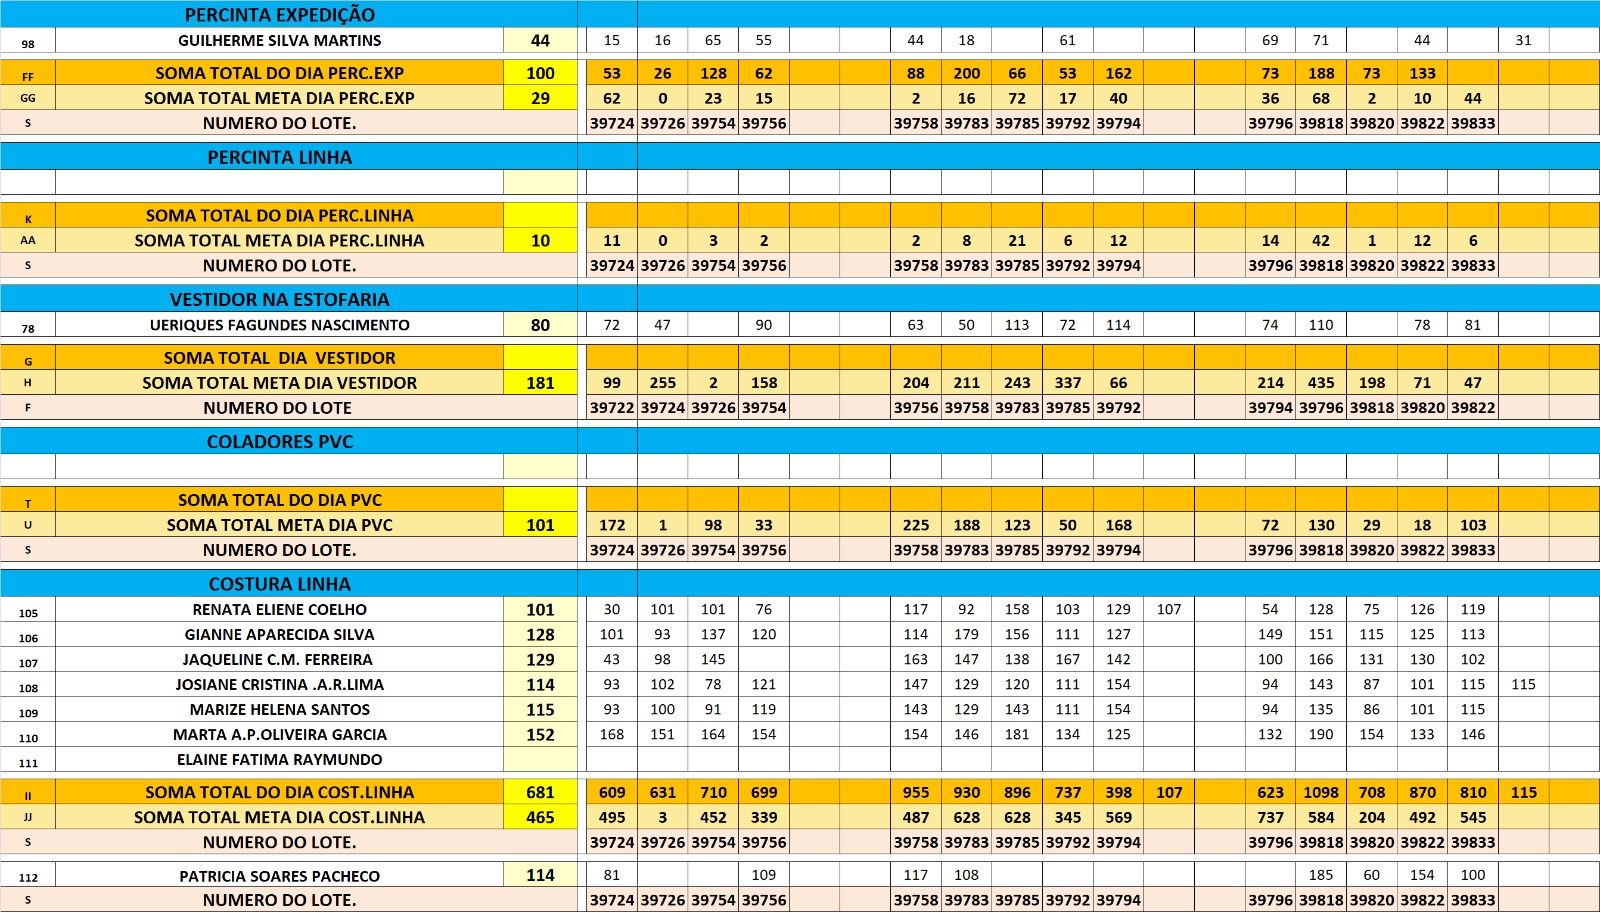 PERCINTA EXPEDIÇÃO
98 GUILHERME SILVA MARTINS 44 15 16 65 55 44 18 61 69 71 44 31
FF SOMA TOTAL DO DIA PERC.EXP 100 53 26 128 62 88 200 66 53 162 73 188 73 133
GG SOMA TOTAL META DIA PERC.EXP 29 62 0 23 15 2 16 72 17 40 36 68 2 10 44
S NUMERO DO LOTE. 39724 39726 39754 39756 39758 39783 39785 39792 39794 39796 39818 39820 39822 39833
PERCINTA LINHA
K SOMA TOTAL DO DIA PERC.LINHA
AA SOMA TOTAL META DIA PERC.LINHA 10 11 0 3 2 2 8 21 6 12 14 42 1 12 6
S NUMERO DO LOTE. 39724 39726 39754 39756 39758 39783 39785 39792 39794 39796 39818 39820 39822 39833
VESTIDOR NA ESTOFARIA
78 UERIQUES FAGUNDES NASCIMENTO 80 72 47 90 63 50 113 72 114 74 110 78 81
G SOMA TOTAL DIA VESTIDOR
H SOMA TOTAL META DIA VESTIDOR 181 99 255 2 158 204 211 243 337 66 214 435 198 71 47
F NUMERO DO LOTE 39722 39724 39726 39754 39756 39758 39783 39785 39792 39794 39796 39818 39820 39822
COLADORES PVC
T SOMA TOTAL DO DIA PVC
U SOMA TOTAL META DIA PVC 101 172 1 98 33 225 188 123 50 168 72 130 29 18 103
S NUMERO DO LOTE. 39724 39726 39754 39756 39758 39783 39785 39792 39794 39796 39818 39820 39822 39833
COSTURA LINHA
105 RENATA ELIENE COELHO 101 30 101 101 76 117 92 158 103 129 107 54 128 75 126 119
106 GIANNE APARECIDA SILVA 128 101 93 137 120 114 179 156 111 127 149 151 115 125 113
107 JAQUELINE C.M. FERREIRA 129 43 98 145 163 147 138 167 142 100 166 131 130 102
108 JOSIANE CRISTINA .A.R.LIMA 114 93 102 78 121 147 129 120 111 154 94 143 87 101 115 115
109 MARIZE HELENA SANTOS 115 93 100 91 119 143 129 143 111 154 94 135 86 101 115
110 MARTA A.P.OLIVEIRA GARCIA 152 168 151 164 154 154 146 181 134 125 132 190 154 133 146
111 ELAINE FATIMA RAYMUNDO
II SOMA TOTAL DO DIA COST.LINHA 681 609 631 710 699 955 930 896 737 398 107 623 1098 708 870 810 115
JJ SOMA TOTAL META DIA COST.LINHA 465 495 3 452 339 487 628 628 345 569 737 584 204 492 545
S NUMERO DO LOTE. 39724 39726 39754 39756 39758 39783 39785 39792 39794 39796 39818 39820 39822 39833
112 PATRICIA SOARES PACHECO 114 81 109 117 108 185 60 154 100
S NUMERO DO LOTE. 39724 39726 39754 39756 39758 39783 39785 39792 39794 39796 39818 39820 39822 39833